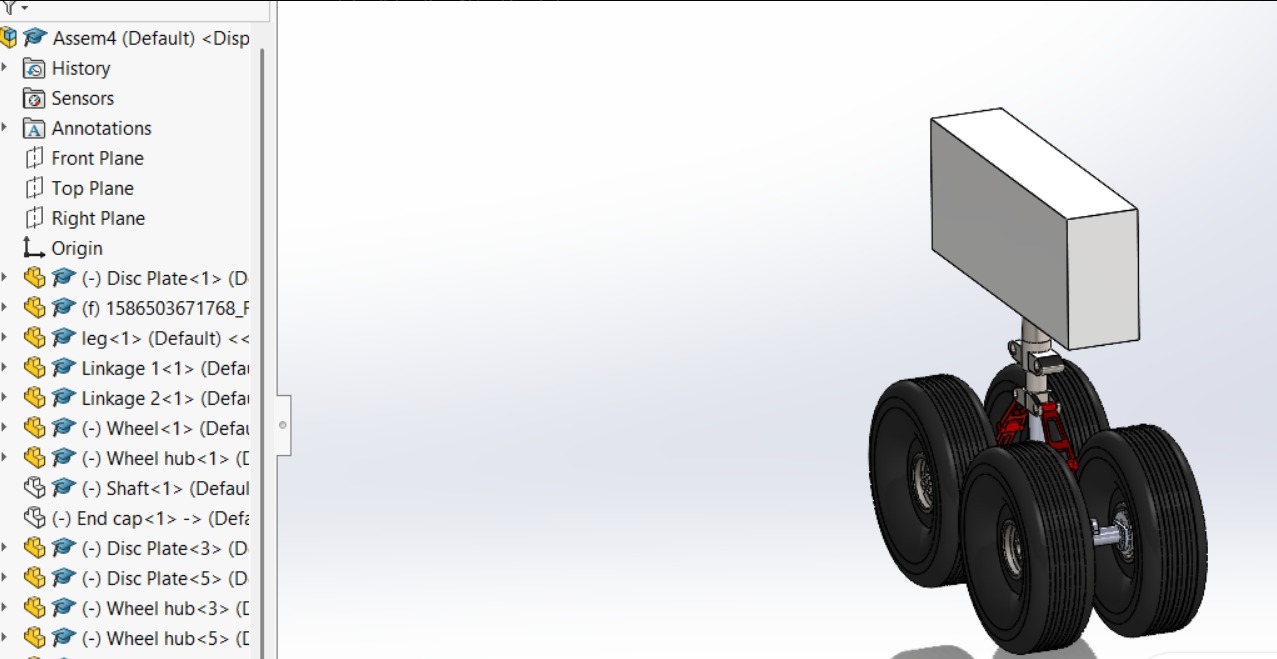 Assem4 (Default) <Disp
History
Sensors
Annotations
Front Plane
Top Plane
Right Plane
Origin
(-) Disc Plate<1> (D
(f) 1586503671768_F
leg<1> (Default) <<
Linkage 1<1> (Defau
Linkage 2<1> (Defau
(-) Wheel<1> (Defau
(-) Wheel hub<1> (D
(-) Shaft<1> (Defaul
(-) End cap<1> -> (Defa
(-) Disc Plate<3> (D
(-) Disc Plate<5> (D
(-) Wheel hub<3> (D
(-) Wheel hub<5> (D